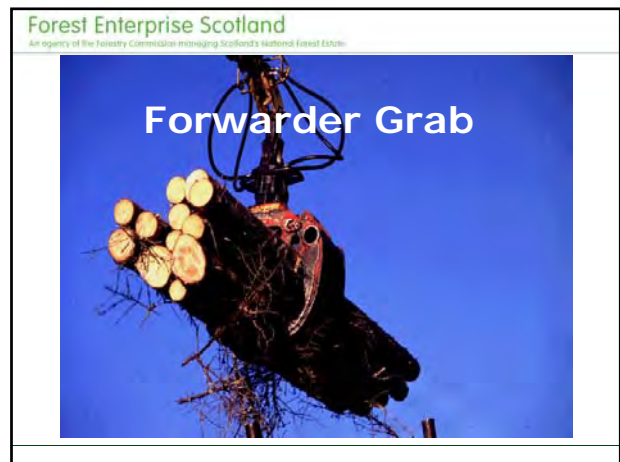 Forest Enterprise Scotland
An agency of the Forestry Commission managing Scotland's National Forest Estate
Forwarder Grab